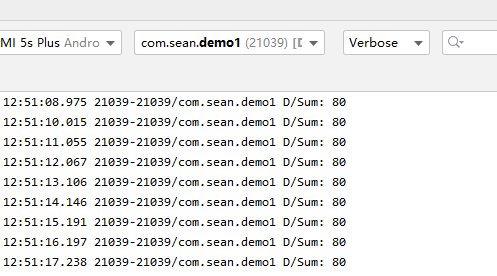 MI 5s Plus Andro com.sean.demo1 (21039) [D Verbose
12:51:08.975 21039-21039/com.sean.demo1 D/Sum: 80
12:51:10.015 21039-21039/com.sean.demo1 D/Sum: 80
12:51:11.055 21039-21039/com.sean.demo1 D/Sum: 80
12:51:12.067 21039-21039/com.sean.demo1 D/Sum: 80
12:51:13.106 21039-21039/com.sean.demo1 D/Sum: 80
12:51:14.146 21039-21039/com.sean.demo1 D/Sum: 80
12:51:15.191 21039-21039/com.sean.demo1 D/Sum: 80
12:51:16.197 21039-21039/com.sean.demo1 D/Sum: 80
12:51:17.238 21039-21039/com.sean.demo1 D/Sum: 80